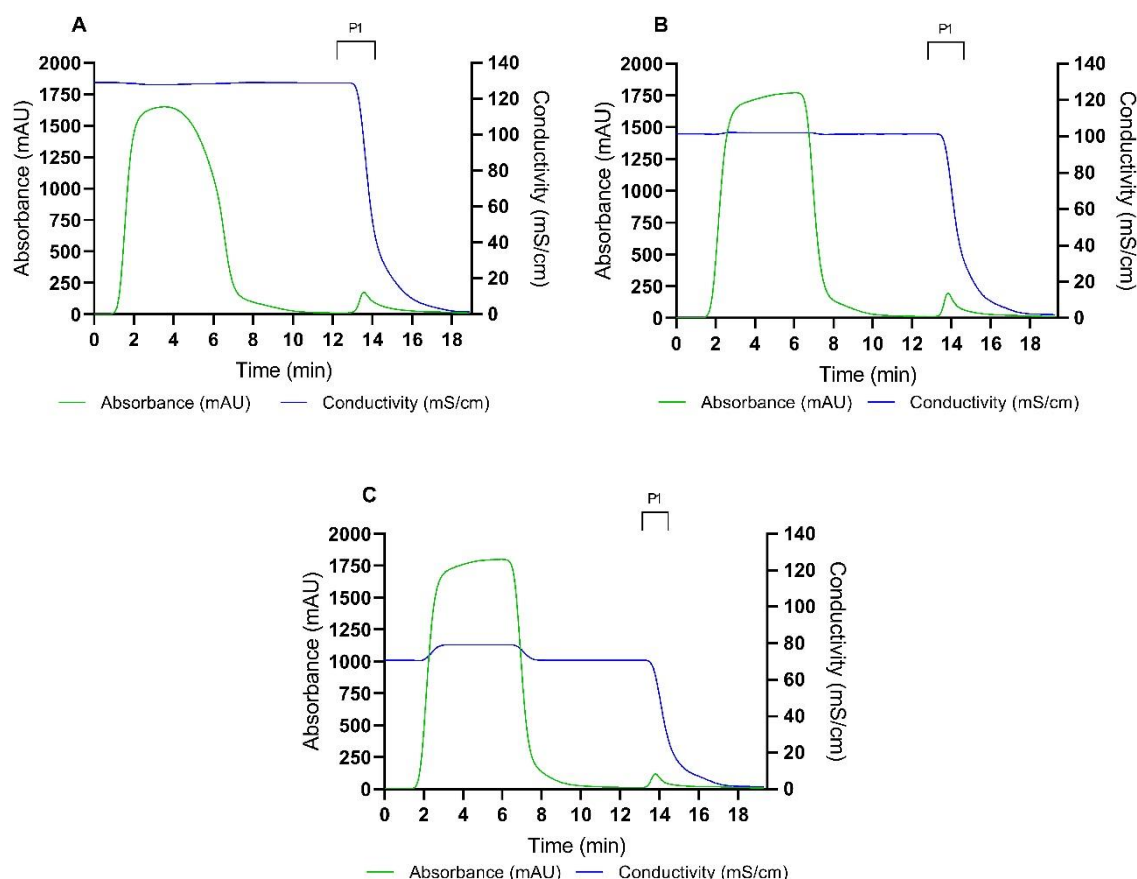 A
P1
2000
1750
1500
1250
1000
750
500
250
0
Absorbance (mAU)
140
120
100
80
60
40
20
0
Conductivity (mS/cm)
0 2 4 6 8 10 12 14 16 18
Time (min)
Absorbance (mAU) Conductivity (mS/cm)
B
P1
2000
1750
1500
1250
1000
750
500
250
0
Absorbance (mAU)
140
120
100
80
60
40
20
0
Conductivity (mS/cm)
0 2 4 6 8 10 12 14 16 18
Time (min)
Absorbance (mAU) Conductivity (mS/cm)
C
P1
2000
1750
1500
1250
1000
750
500
250
0
Absorbance (mAU)
140
120
100
80
60
40
20
0
Conductivity (mS/cm)
0 2 4 6 8 10 12 14 16 18
Time (min)
Absorbance (mAU) Conductivity (mS/cm)